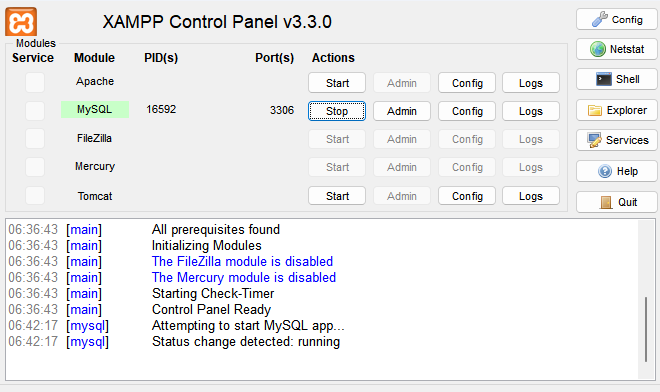 XAMPP Control Panel v3.3.0
Config
Modules
Service Module PID(s) Port(s) Actions
Netstat
Apache Start Admin Config Logs
Shell
MySQL 16592 3306 Stop Admin Config Logs
Explorer
FileZilla Start Admin Config Logs
Services
Mercury Start Admin Config Logs
Help
Tomcat Start Admin Config Logs
Quit
06:36:43 [main] All prerequisites found
06:36:43 [main] Initializing Modules
06:36:43 [main] The FileZilla module is disabled
06:36:43 [main] The Mercury module is disabled
06:36:43 [main] Starting Check-Timer
06:36:43 [main] Control Panel Ready
06:42:17 [mysql] Attempting to start MySQL app...
06:42:17 [mysql] Status change detected: running